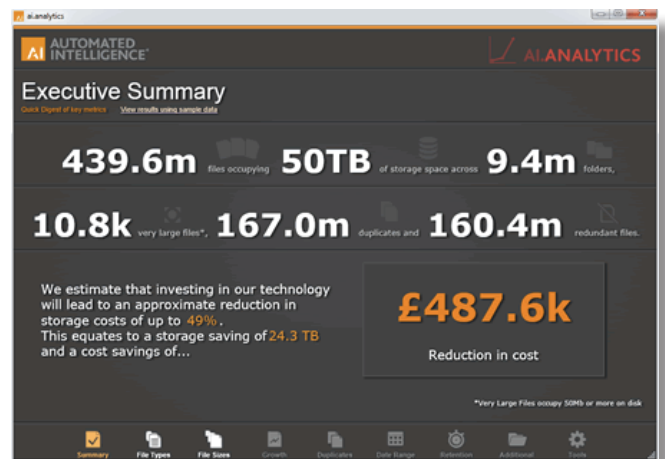 ai.analytics
AUTOMATED
INTELLIGENCE
AI.ANALYTICS
Executive Summary
Quick Digest of key metrics View results using sample data
439.6m files occupying 50TB of storage space across 9.4m folders,
10.8k very large files*, 167.0m duplicates and 160.4m redundant files.
We estimate that investing in our technology
will lead to an approximate reduction in
storage costs of up to 49% .
This equates to a storage saving of 24.3 TB
and a cost savings of...
£487.6k
Reduction in cost
*Very Large Files occupy 50Mb or more on disk
Summary File Types File Sizes Growth Duplicates Date Range Retention Additional Tools